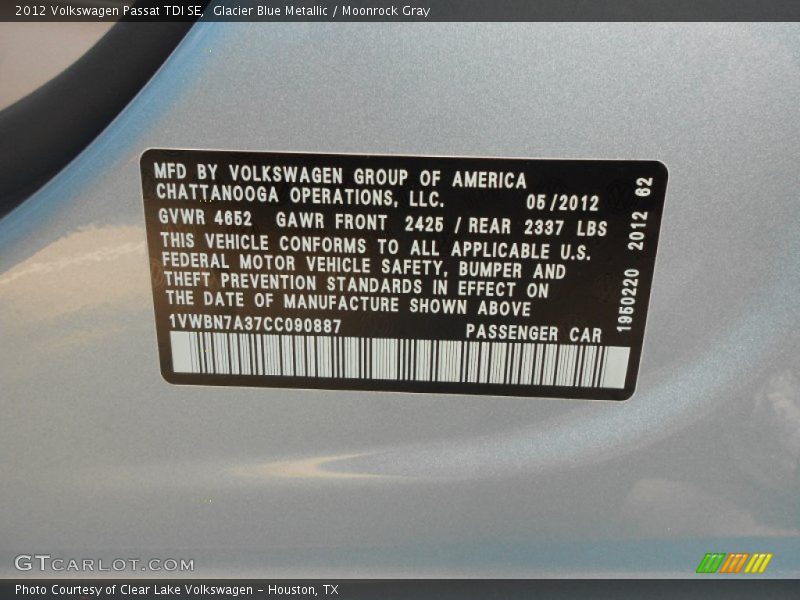 2012 Volkswagen Passat TDI SE,  Glacier Blue Metallic / Moonrock Gray
MFD BY VOLKSWAGEN GROUP OF AMERICA
CHATTANOOGA OPERATIONS, LLC. 05/2012
GVWR 4652 GAWR FRONT 2425 / REAR 2337 LBS
THIS VEHICLE CONFORMS TO ALL APPLICABLE U.S.
FEDERAL MOTOR VEHICLE SAFETY, BUMPER AND
THEFT PREVENTION STANDARDS IN EFFECT ON
THE DATE OF MANUFACTURE SHOWN ABOVE
1VWBN7A37CC090887 PASSENGER CAR
1950220 2012 62
GTCARLOT.COM
Photo Courtesy of Clear Lake Volkswagen - Houston, TX